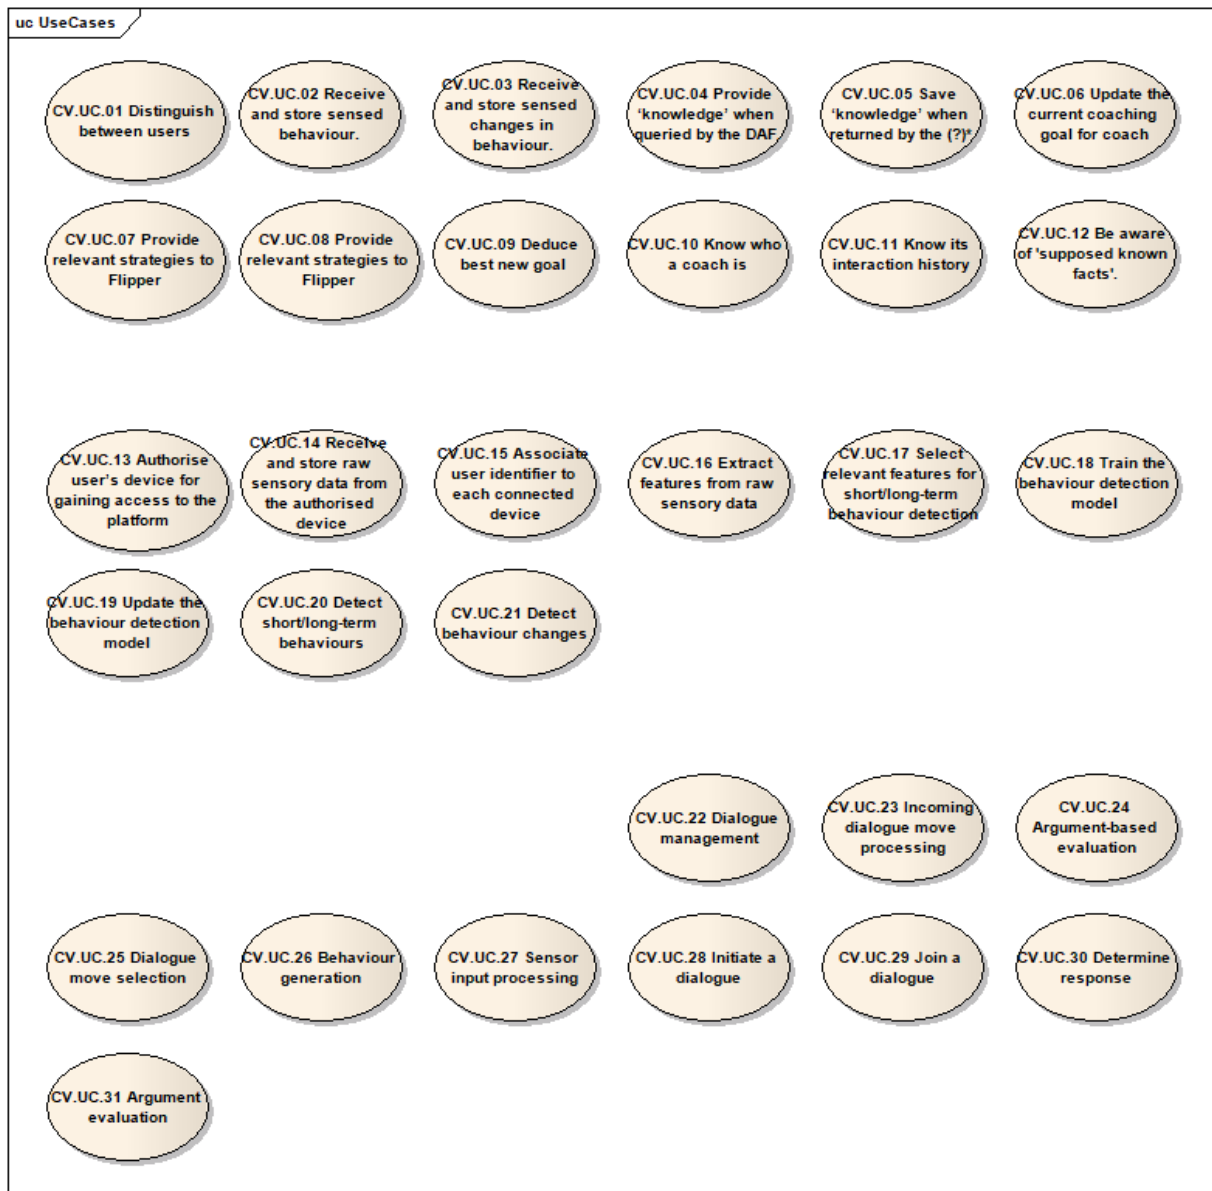 uc UseCases
CV.UC.01 Distinguish
between users
CV.UC.02 Receive
and store sensed
behaviour.
CV.UC.03 Receive
and store sensed
changes in
behaviour.
CV.UC.04 Provide
‘knowledge’ when
queried by the DAF
CV.UC.05 Save
‘knowledge’ when
returned by the (?)*
CV.UC.06 Update the
current coaching
goal for coach
CV.UC.07 Provide
relevant strategies to
Flipper
CV.UC.08 Provide
relevant strategies to
Flipper
CV.UC.09 Deduce
best new goal
CV.UC.10 Know who
a coach is
CV.UC.11 Know its
interaction history
CV.UC.12 Be aware
of 'supposed known
facts'.
CV.UC.13 Authorise
user’s device for
gaining access to the
platform
CV.UC.14 Receive
and store raw
sensory data from
the authorised
device
CV.UC.15 Associate
user identifier to
each connected
device
CV.UC.16 Extract
features from raw
sensory data
CV.UC.17 Select
relevant features for
short/long-term
behaviour detection
CV.UC.18 Train the
behaviour detection
model
CV.UC.19 Update the
behaviour detection
model
CV.UC.20 Detect
short/long-term
behaviours
CV.UC.21 Detect
behaviour changes
CV.UC.22 Dialogue
management
CV.UC.23 Incoming
dialogue move
processing
CV.UC.24
Argument-based
evaluation
CV.UC.25 Dialogue
move selection
CV.UC.26 Behaviour
generation
CV.UC.27 Sensor
input processing
CV.UC.28 Initiate a
dialogue
CV.UC.29 Join a
dialogue
CV.UC.30 Determine
response
CV.UC.31 Argument
evaluation